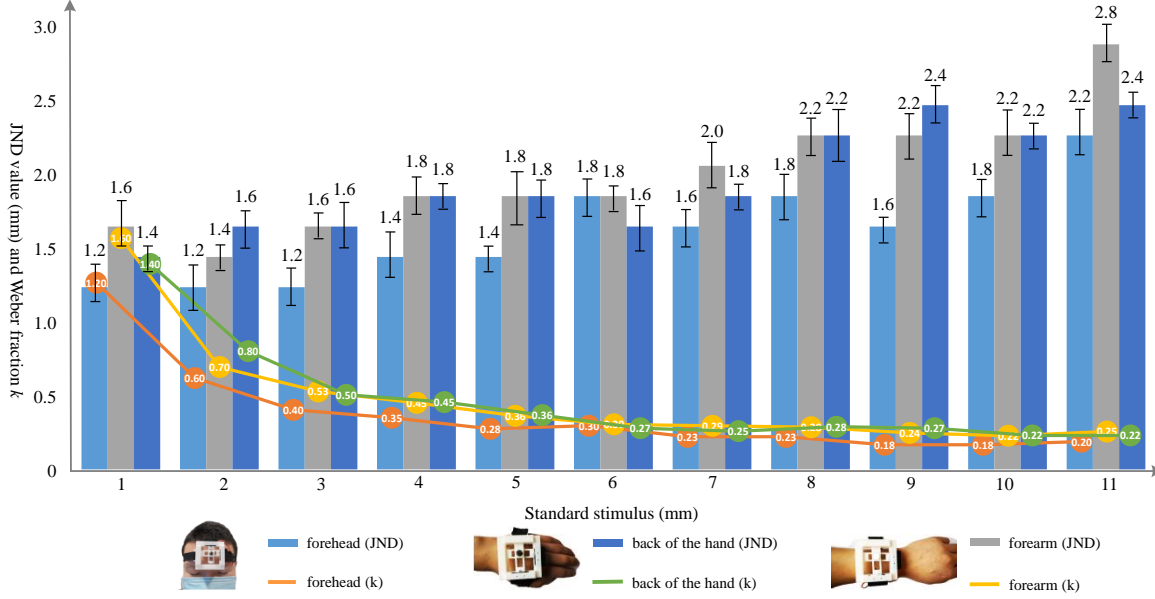 JND value (mm) and Weber fraction k
3.0
2.5
2.0
1.5
1.0
0.5
0
1.2 1.6 1.4
1.2 1.4 1.6
1.2 1.6 1.6
1.4 1.8 1.8
1.4 1.8 1.8
1.8 1.8 1.6
1.6 2.0 1.8
1.8 2.2 2.2
1.6 2.2 2.4
1.8 2.2 2.2
2.2 2.8 2.4
1.20 0.60 0.40 0.35 0.28 0.30 0.23 0.23 0.18 0.18 0.20
1.60 0.70 0.53 0.45 0.36 0.29 0.24 0.22 0.25
1.40 0.80 0.50 0.45 0.36 0.27 0.25 0.28 0.27 0.22 0.22
1 2 3 4 5 6 7 8 9 10 11
Standard stimulus (mm)
forehead (JND) back of the hand (JND) forearm (JND)
forehead (k) back of the hand (k) forearm (k)